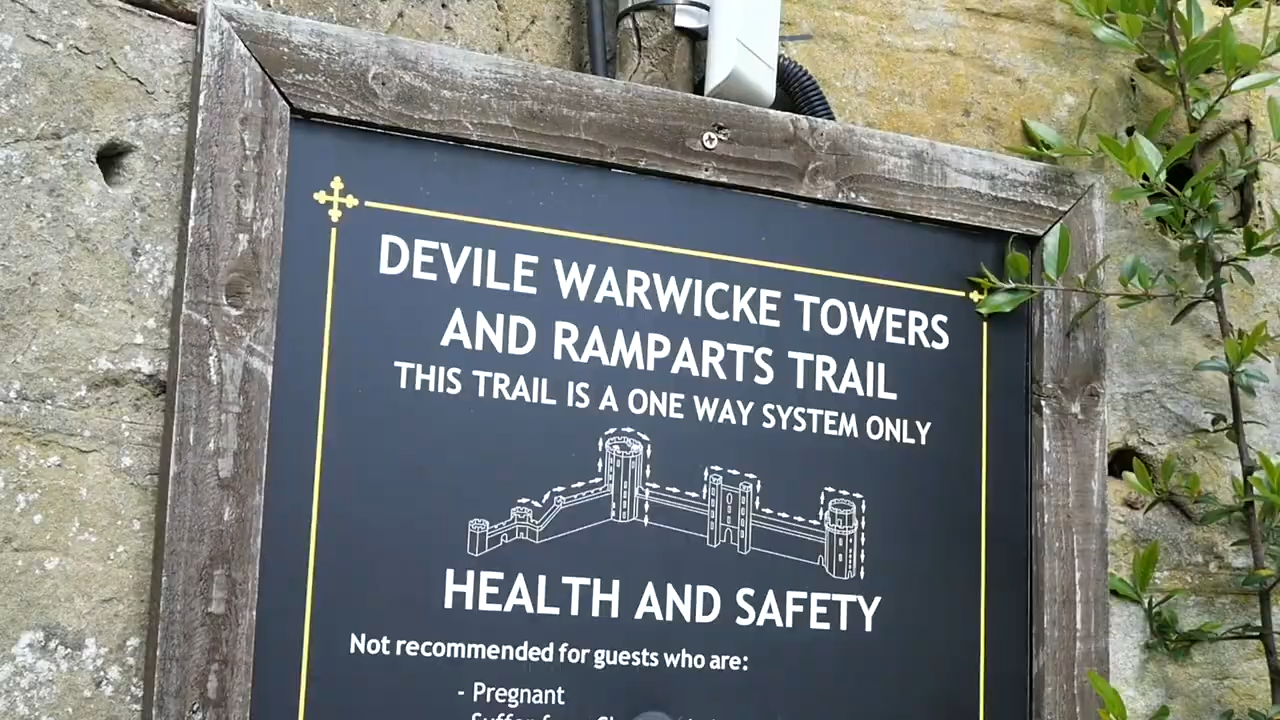 DEVILE WARWICKE TOWERS
AND RAMPARTS TRAIL
THIS TRAIL IS A ONE WAY SYSTEM ONLY
HEALTH AND SAFETY
Not recommended for guests who are:
- Pregnant